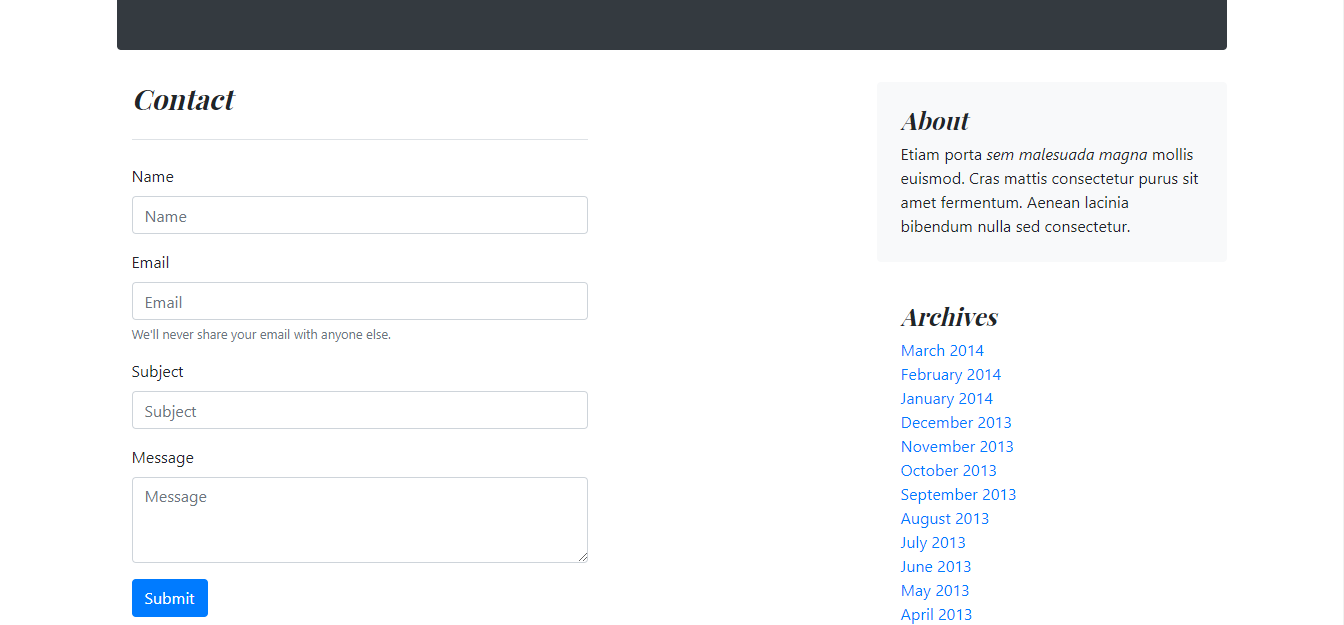 Contact
Name
Name
Email
Email
We'll never share your email with anyone else.
Subject
Subject
Message
Message
Submit
About
Etiam porta sem malesuada magna mollis
euismod. Cras mattis consectetur purus sit
amet fermentum. Aenean lacinia
bibendum nulla sed consectetur.
Archives
March 2014
February 2014
January 2014
December 2013
November 2013
October 2013
September 2013
August 2013
July 2013
June 2013
May 2013
April 2013